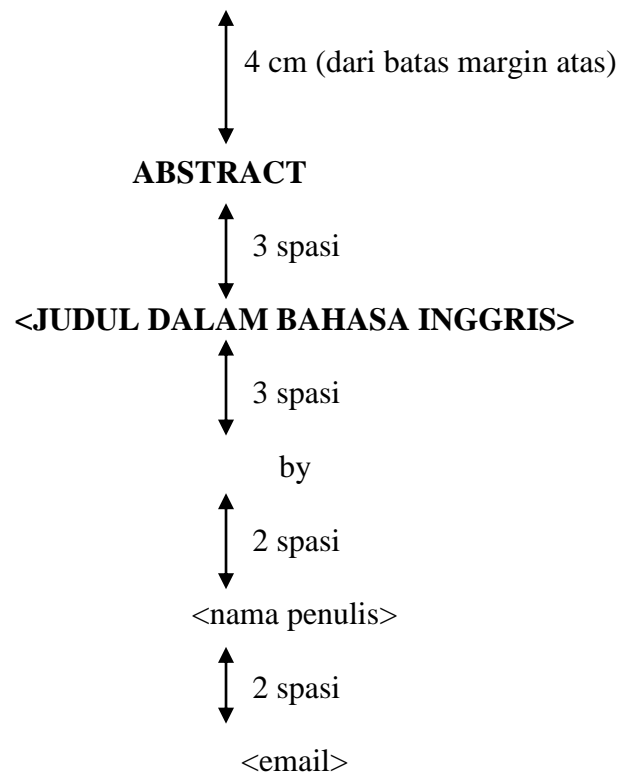 4 cm (dari batas margin atas)
ABSTRACT
3 spasi
<JUDUL DALAM BAHASA INGGRIS>
3 spasi
by
2 spasi
<nama penulis>
2 spasi
<email>